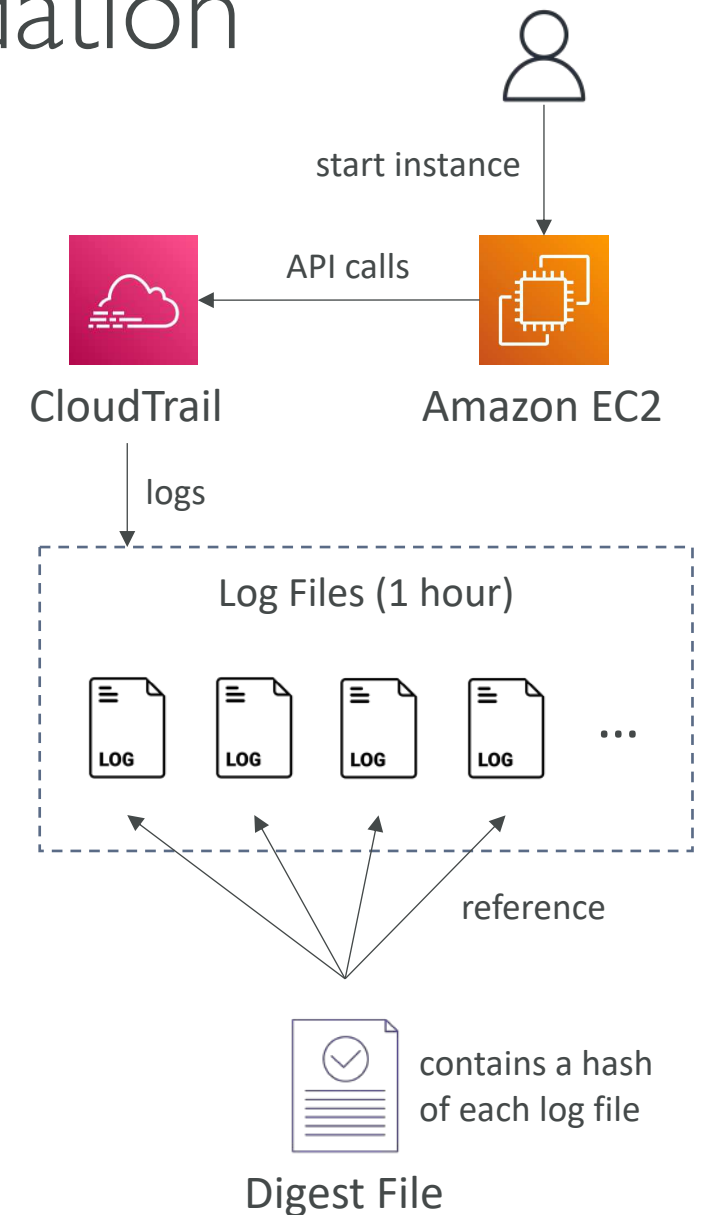 start instance
API calls
CloudTrail
Amazon EC2
logs
Log Files (1 hour)
LOG
LOG
LOG
LOG
...
reference
contains a hash
of each log file
Digest File